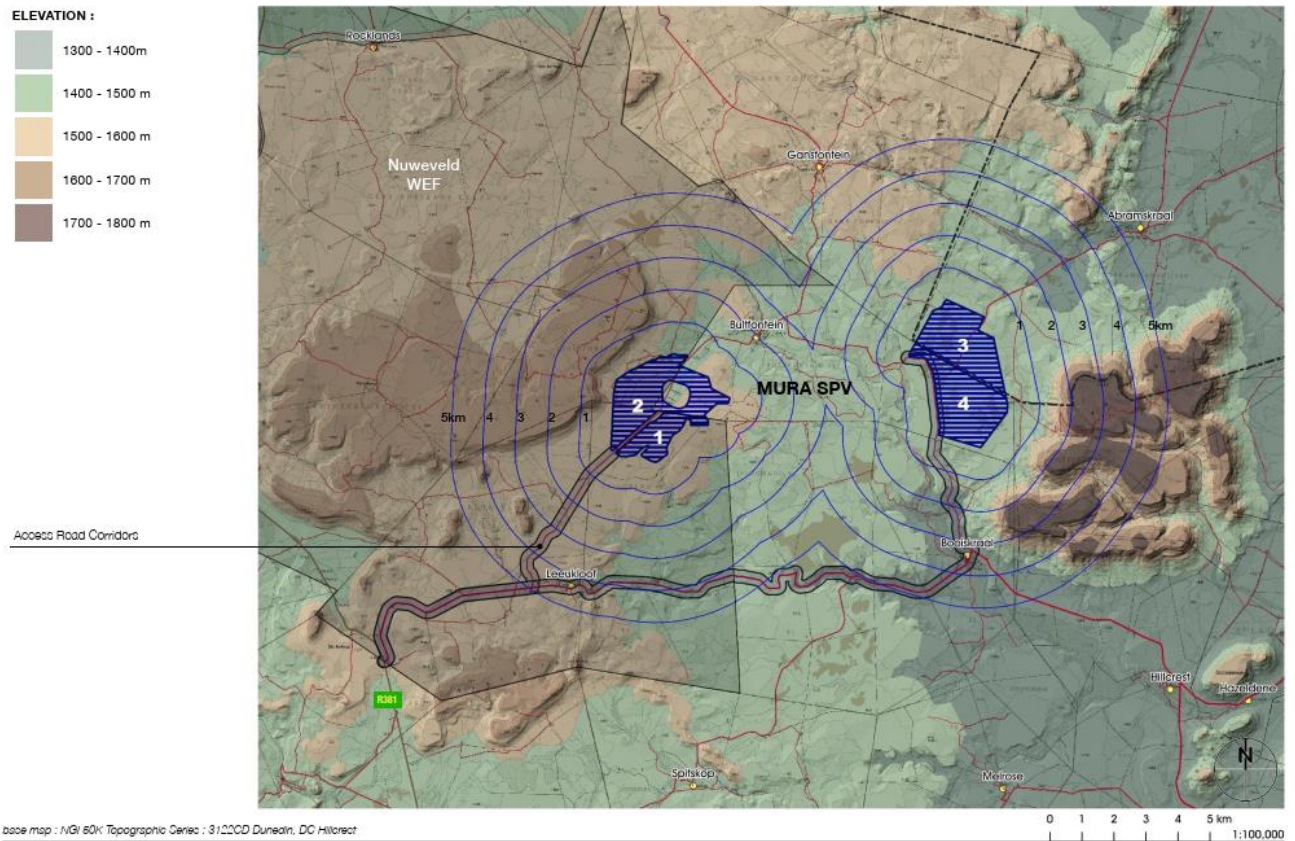 ELEVATION :
1300 - 1400m
1400 - 1500 m
1500 - 1600 m
1600 - 1700 m
1700 - 1800 m
Rocklands
Nuweveld
WEF
Ganstontein
Abramskraal
Bultfontein
MURA SPV
1 2 3 4 5km
3
4
5km 4 3 2 1
2
1
Access Road Corridors
Booiskraal
Leeukloof
R381
Hillcrest
Hazeldene
Spitskop
Melrose
N
base map : NGI 50K Topographic Series : 3122CD Dunedin, DC Hillcrest
0 1 2 3 4 5 km
1:100,000